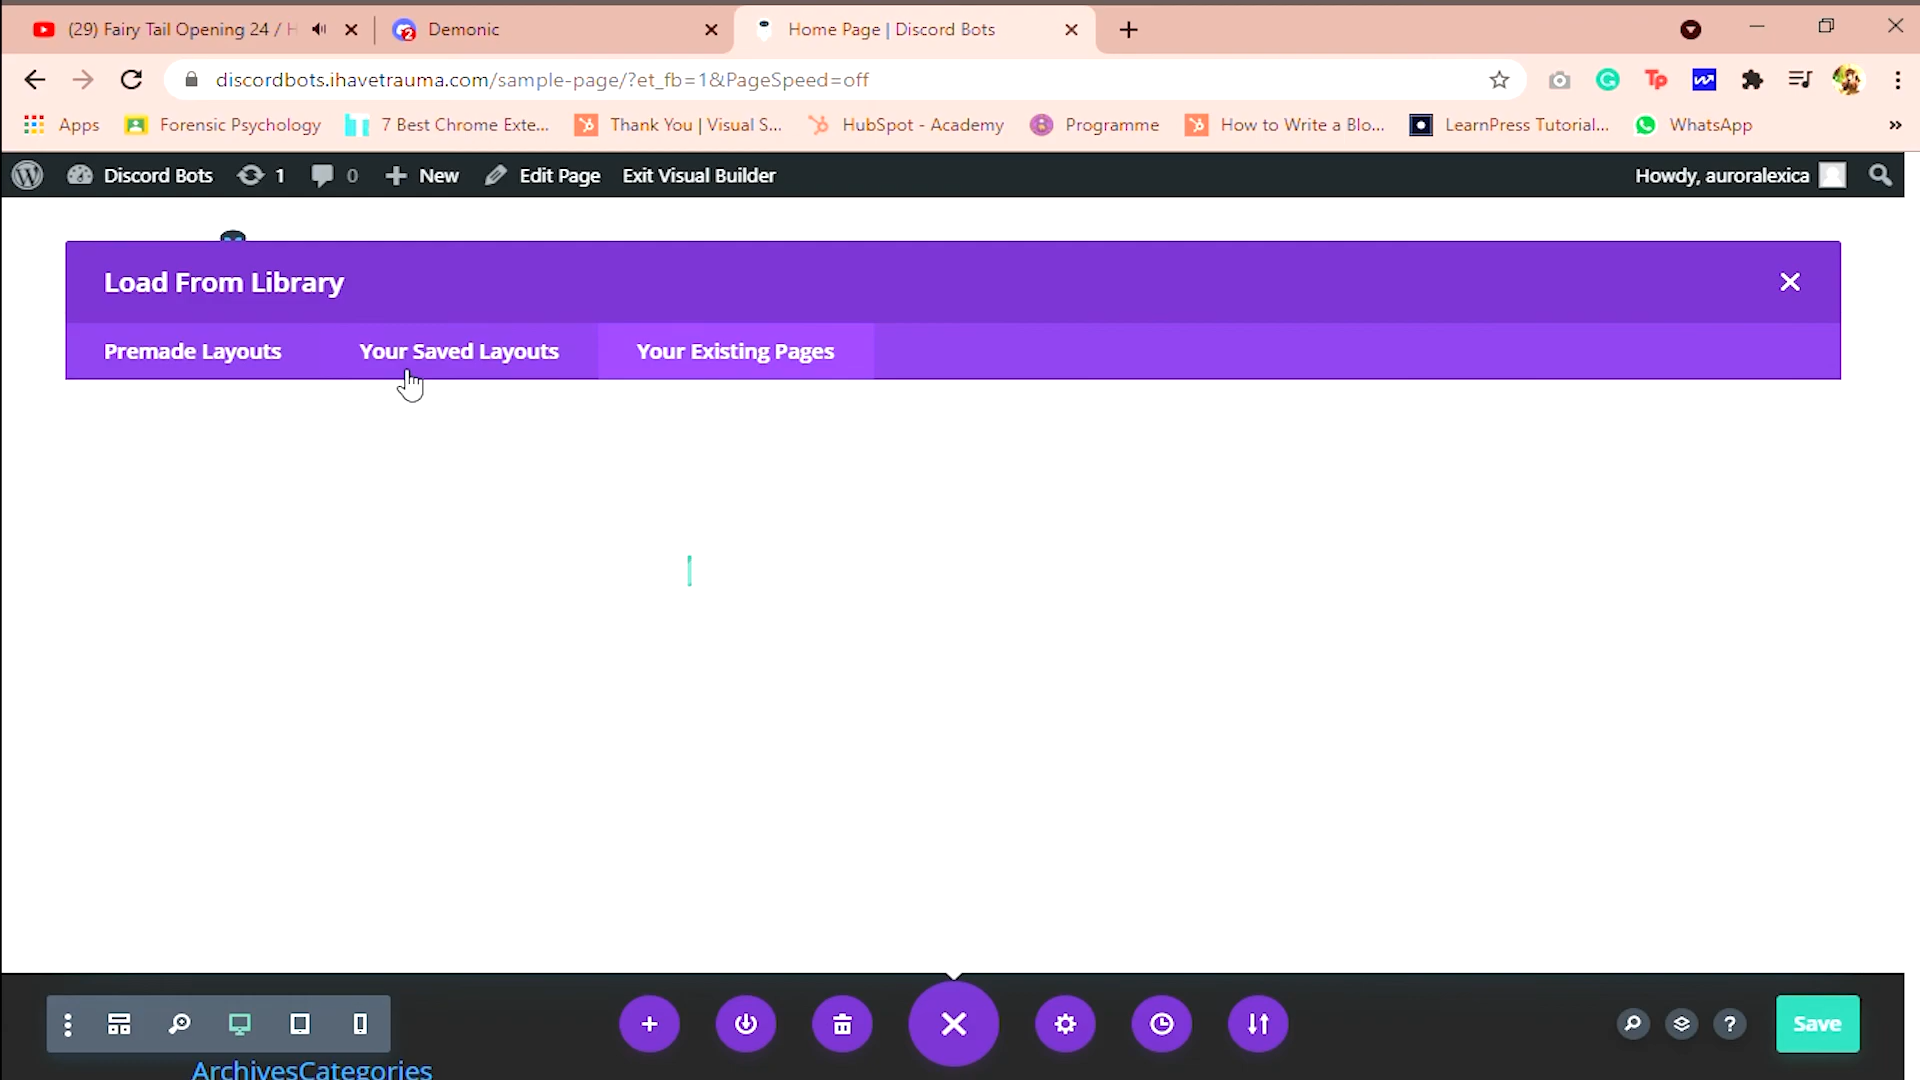 (29) Fairy Tail Opening 24 / H
Demonic
Home Page | Discord Bots
discordbots.ihavetrauma.com/sample-page/?et_fb=1&PageSpeed=off
Apps
Forensic Psychology
7 Best Chrome Exte...
Thank You | Visual S...
HubSpot - Academy
Programme
How to Write a Blo...
LearnPress Tutorial...
WhatsApp
Discord Bots
1
0
New
Edit Page
Exit Visual Builder
Howdy, auroralexica
Load From Library
Premade Layouts
Your Saved Layouts
Your Existing Pages
Save
ArchivesCategories